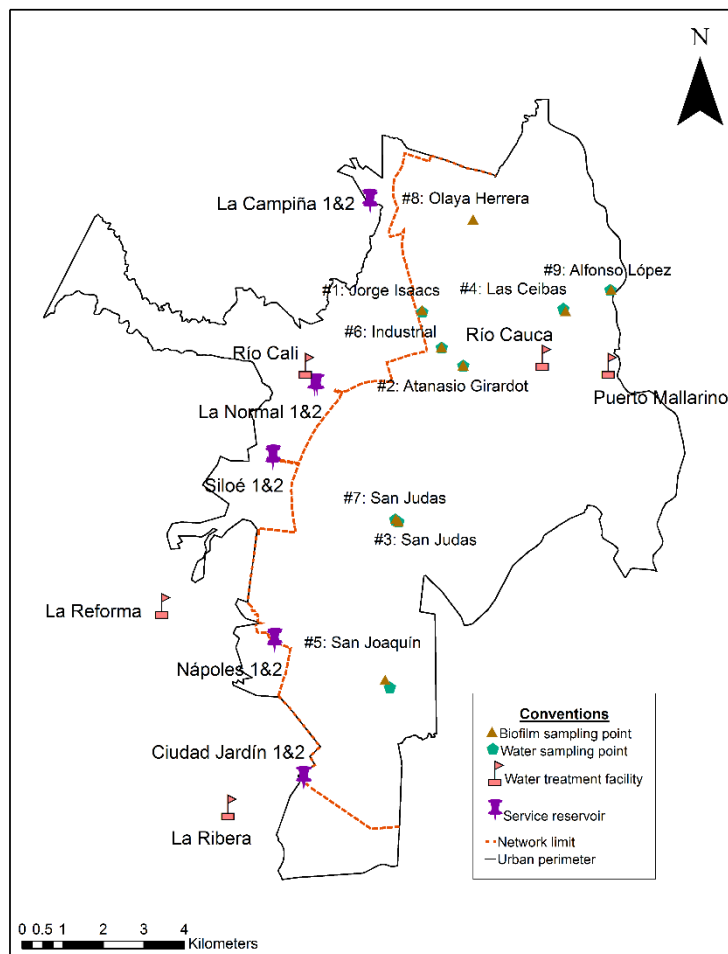 N
La Campiña 1&2
#8: Olaya Herrera
#9: Alfonso López
#1: Jorge Isaacs
#4: Las Ceibas
#6: Industrial
Río Cali
Río Cauca
#2: Atanasio Girardot
Puerto Mallarino
La Normal 1&2
Siloé 1&2
#7: San Judas
#3: San Judas
La Reforma
#5: San Joaquín
Nápoles 1&2
Ciudad Jardín 1&2
La Ribera
Conventions
Biofilm sampling point
Water sampling point
Water treatment facility
Service reservoir
Network limit
Urban perimeter
0 0.5 1 2 3 4
Kilometers